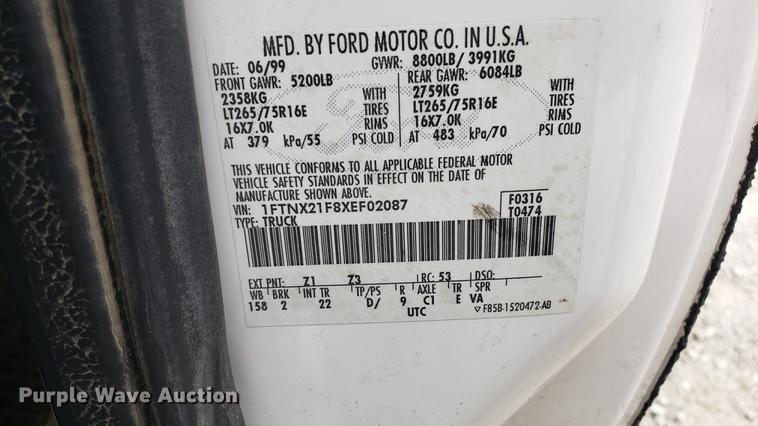 MFD. BY FORD MOTOR CO. IN U.S.A.
DATE: 06/99 GVWR: 8800LB/ 3991KG
FRONT GAWR: 5200LB REAR GAWR: 6084LB
2358KG WITH 2759KG WITH
LT265/75R16E TIRES LT265/75R16E TIRES
16X7.0K RIMS 16X7.0K RIMS
AT 379 kPa/55 PSI COLD AT 483 kPa/70 PSI COLD
THIS VEHICLE CONFORMS TO ALL APPLICABLE FEDERAL MOTOR
VEHICLE SAFETY STANDARDS IN EFFECT ON THE DATE OF
MANUFACTURE SHOWN ABOVE.
VIN: 1FTNX21F8XEF02087 F0316
TYPE: TRUCK T0474
EXT PNT: Z1 Z3 RC: 53 DSO:
WB BRK INT TR TP/PS R AXLE TR SPR
158 2 22 D/ 9 C1 E VA
UTC ▽F85B-1520472-AB
Purple Wave Auction